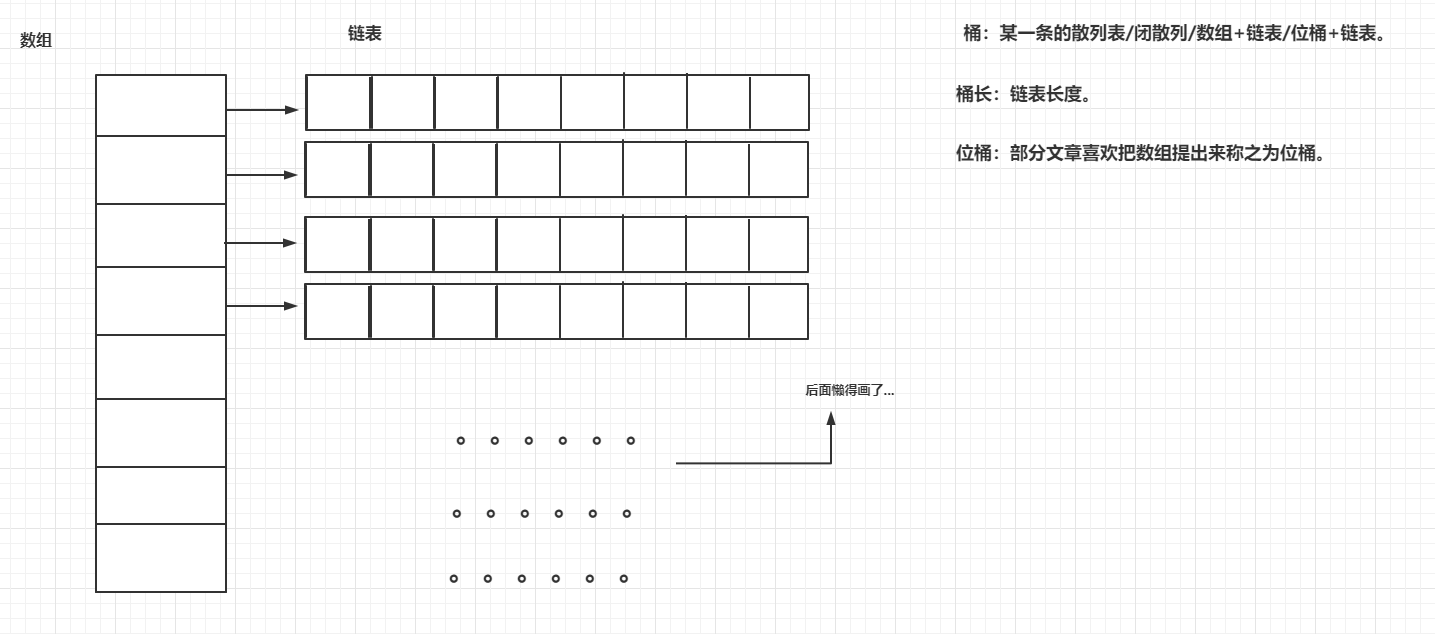 数组
链表
桶：某一条的散列表/闭散列/数组+链表/位桶+链表。
桶长：链表长度。
位桶：部分文章喜欢把数组提出来称之为位桶。
后面懒得画了...